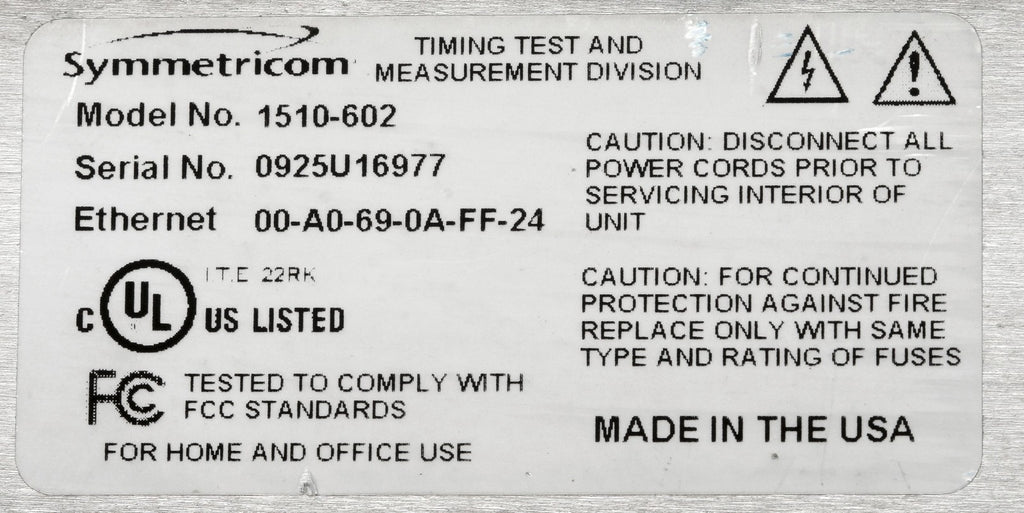 Symmetricom
TIMING TEST AND
MEASUREMENT DIVISION
Model No. 1510-602
Serial No. 0925U16977
Ethernet 00-A0-69-0A-FF-24
C UL US LISTED
I.T.E 22RK
FCC
TESTED TO COMPLY WITH
FCC STANDARDS
FOR HOME AND OFFICE USE
CAUTION: DISCONNECT ALL
POWER CORDS PRIOR TO
SERVICING INTERIOR OF
UNIT
CAUTION: FOR CONTINUED
PROTECTION AGAINST FIRE
REPLACE ONLY WITH SAME
TYPE AND RATING OF FUSES
MADE IN THE USA